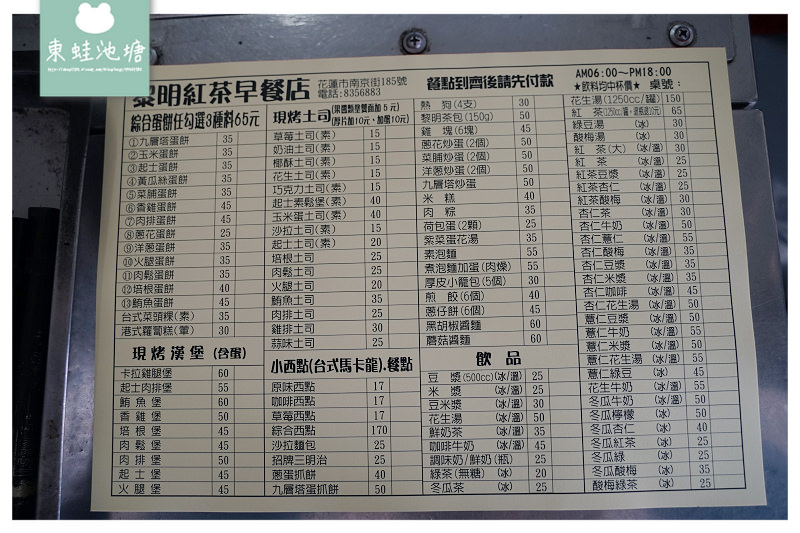 東蛙池塘
黎明紅茶早餐店
花蓮市南京街185號
電話:8356883
餐點到齊後請先付款
AM06:00~PM18:00
★飲料均中杯價★ 桌號:
綜合蛋餅任勾選3種料65元
①九層塔蛋餅 35
②玉米蛋餅 35
③起士蛋餅 35
④黃瓜絲蛋餅 35
⑤菜脯蛋餅 35
⑥香雞蛋餅 45
⑦肉排蛋餅 45
⑧蔥花蛋餅 25
⑨洋蔥蛋餅 35
⑩火腿蛋餅 35
⑪肉鬆蛋餅 35
⑫培根蛋餅 40
⑬鮪魚蛋餅 45
台式菜頭粿(素) 35
港式蘿蔔糕(葷) 30
現烤漢堡(含蛋)
卡拉雞腿堡 60
起士肉排堡 55
鮪魚堡 60
香雞堡 50
培根堡 45
肉鬆堡 45
肉排堡 50
起士堡 45
火腿堡 45
現烤土司
(厚片加10元,加蛋10元)
草莓土司(素) 15
奶油土司(素) 15
椰酥土司(素) 15
花生土司(素) 15
巧克力土司(素) 15
起士素鬆堡(素) 40
玉米蛋土司(素) 40
沙拉土司(素) 15
起士土司(素) 20
培根土司 25
肉鬆土司 25
火腿土司 20
鮪魚土司 35
肉排土司 25
雞排土司 30
蒜味土司 25
小西點(台式馬卡龍).餐點
原味西點 17
咖啡西點 17
草莓西點 17
綜合西點 170
沙拉麵包 25
招牌三明治 25
蔥蛋抓餅 40
九層塔蛋抓餅 50
熱狗(4支) 30
黎明茶包(150g) 50
雞塊(6塊) 45
蔥花炒蛋(2個) 50
菜脯炒蛋(2個) 50
洋蔥炒蛋(2個) 50
九層塔炒蛋 50
米糕 40
肉粽 35
荷包蛋(2顆) 25
紫菜蛋花湯 35
素泡麵 55
煮泡麵加蛋(肉燥) 55
厚皮小籠包(5個) 30
煎餃(6個) 40
蔥仔餅(6個) 45
黑胡椒醬麵 60
蘑菇醬麵 60
飲品
豆漿(500cc)(冰/溫) 25
米漿 (冰/溫) 25
豆米漿 (冰/溫) 30
花生湯 (冰/溫) 50
鮮奶茶 (冰/溫) 35
咖啡牛奶 (冰/溫) 45
調味奶/鮮奶(瓶) 25
綠茶(無糖) (冰) 20
冬瓜茶 (冰) 25
花生湯(1250cc/罐) 150
紅茶 65
綠豆湯 (冰) 30
酸梅湯 (冰) 30
紅茶(大) (冰/溫) 30
紅茶 (冰/溫) 25
紅茶豆漿 (冰/溫) 25
紅茶杏仁 (冰/溫) 30
紅茶酸梅 (冰/溫) 30
杏仁茶 (冰/溫) 30
杏仁牛奶 (冰/溫) 50
杏仁薏仁 (冰/溫) 55
杏仁酸梅 (冰/溫) 35
杏仁豆漿 (冰/溫) 35
杏仁米漿 (冰/溫) 35
杏仁咖啡 (冰/溫) 45
杏仁花生湯 (冰/溫) 50
薏仁豆漿 (冰/溫) 50
薏仁牛奶 (冰/溫) 55
薏仁米漿 (冰/溫) 50
薏仁花生湯 (冰/溫) 55
薏仁綠豆 (冰) 45
花生牛奶 (冰/溫) 55
冬瓜牛奶 (冰/溫) 50
冬瓜檸檬 (冰) 50
冬瓜杏仁 (冰) 40
冬瓜紅茶 (冰) 25
冬瓜綠 (冰) 25
冬瓜酸梅 (冰) 35
酸梅綠茶 (冰) 25